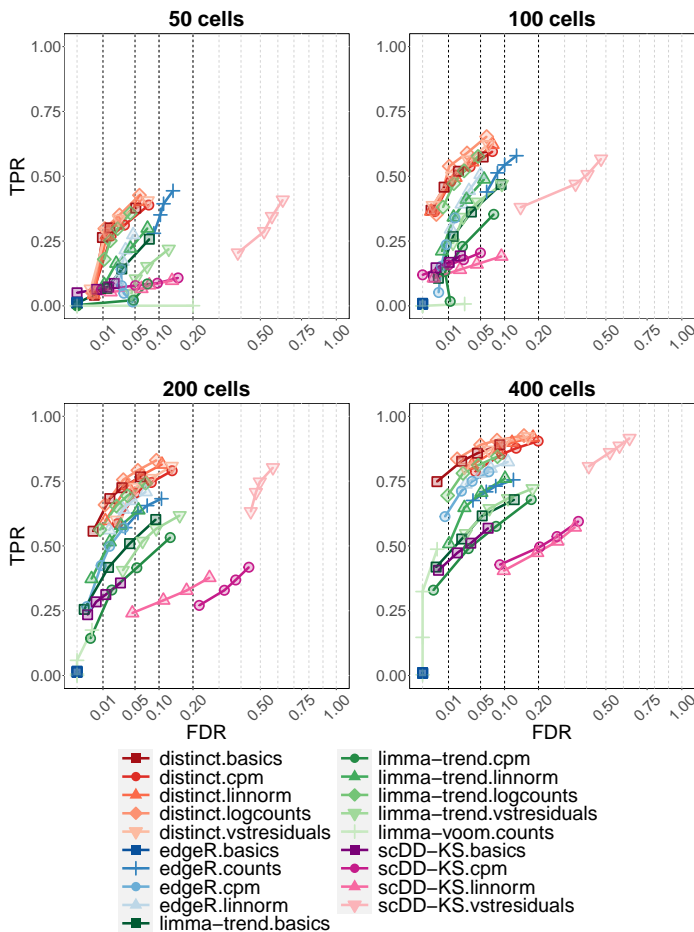 50 cells
100 cells
TPR
1.00
0.75
0.50
0.25
0.00
0.01
0.05
0.10
0.20
0.50
0.75
1.00
TPR
1.00
0.75
0.50
0.25
0.00
0.01
0.05
0.10
0.20
0.50
0.75
1.00
200 cells
400 cells
TPR
1.00
0.75
0.50
0.25
0.00
0.01
0.05
0.10
0.20
0.50
0.75
1.00
FDR
TPR
1.00
0.75
0.50
0.25
0.00
0.01
0.05
0.10
0.20
0.50
0.75
1.00
FDR
distinct.basics
distinct.cpm
distinct.linnorm
distinct.logcounts
distinct.vstresiduals
edgeR.basics
edgeR.counts
edgeR.cpm
edgeR.linnorm
limma−trend.basics
limma−trend.cpm
limma−trend.linnorm
limma−trend.logcounts
limma−trend.vstresiduals
limma−voom.counts
scDD−KS.basics
scDD−KS.cpm
scDD−KS.linnorm
scDD−KS.vstresiduals